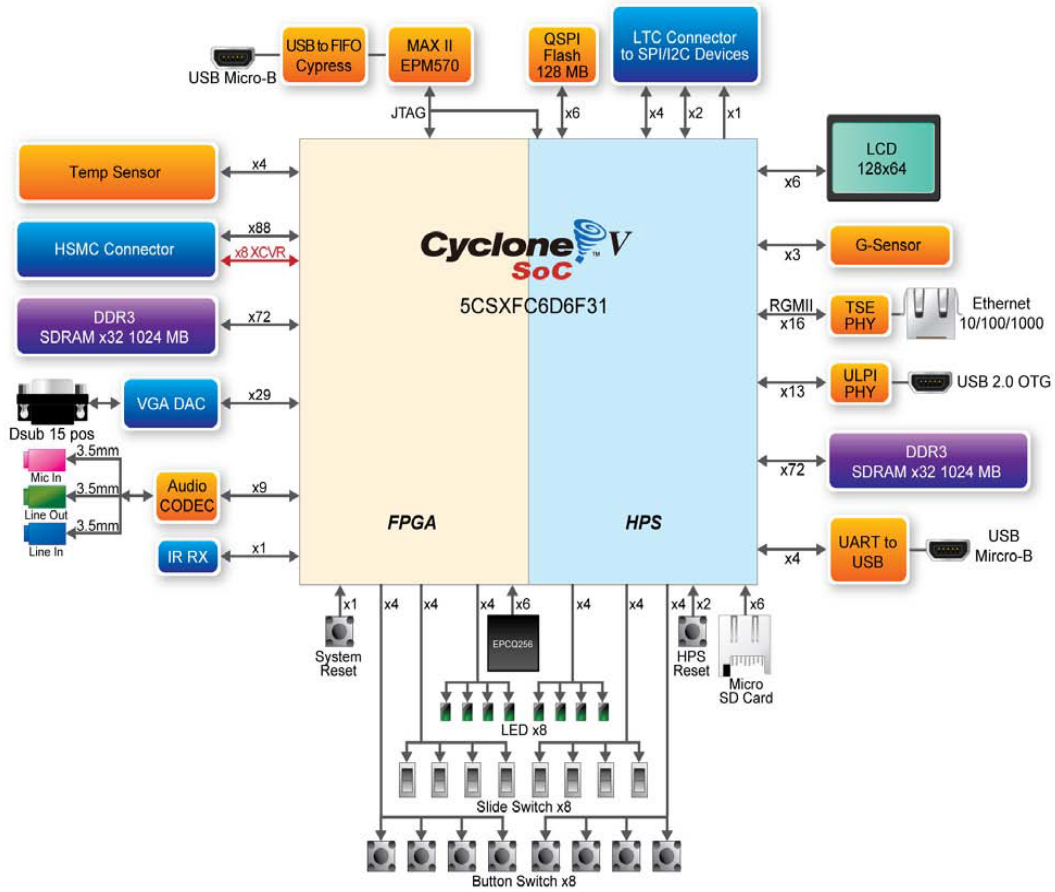 USB Micro-B
USB to FIFO
Cypress
MAX II
EPM570
QSPI
Flash
128 MB
LTC Connector
to SPI/I2C Devices
JTAG
x6
x4
x2
x1
Temp Sensor
x4
HSMC Connector
x88
x8 XCVR
DDR3
SDRAM x32 1024 MB
x72
Dsub 15 pos
VGA DAC
x29
3.5mm
Mic In
3.5mm
Line Out
3.5mm
Line In
Audio
CODEC
x9
IR RX
x1
Cyclone V
SoC
TM
5CSXFC6D6F31
FPGA
HPS
LCD
128x64
x6
G-Sensor
x3
RGMII
x16
TSE
PHY
Ethernet
10/100/1000
x13
ULPI
PHY
USB 2.0 OTG
DDR3
SDRAM x32 1024 MB
x72
x4
UART to
USB
USB
Mircro-B
x1
x4
x4
x4
x6
x4
x4
x4
x2
x6
System
Reset
EPCQ256
HPS
Reset
Micro
SD Card
LED x8
Slide Switch x8
Button Switch x8